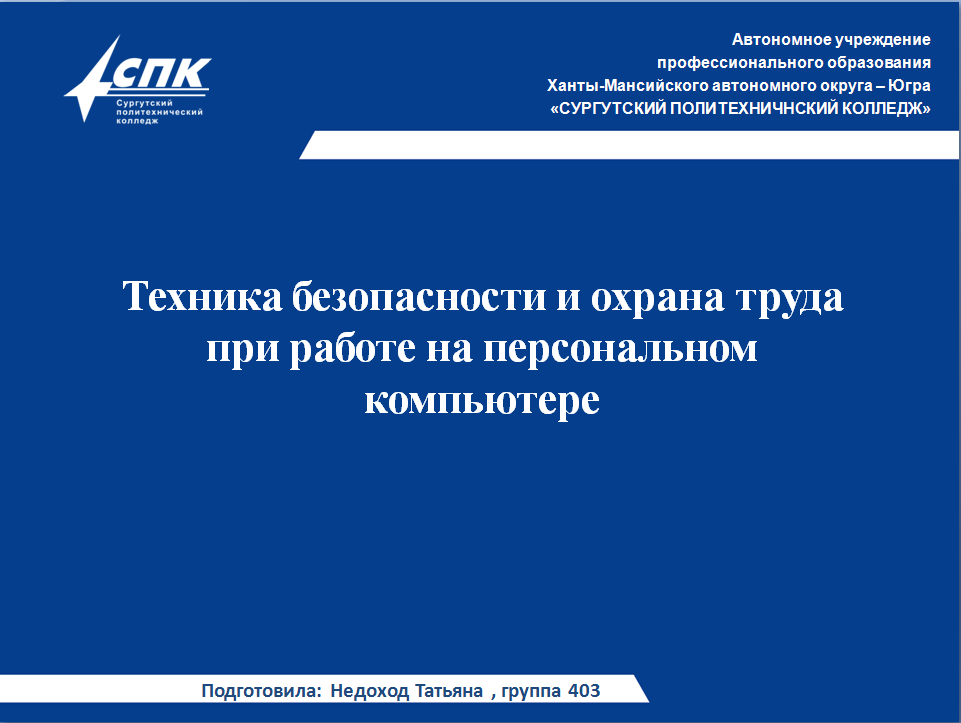 СПК
Сургутский
политехнический
колледж
Автономное учреждение
профессионального образования
Ханты-Мансийского автономного округа – Югра
«СУРГУТСКИЙ ПОЛИТЕХНИЧНСКИЙ КОЛЛЕДЖ»
Техника безопасности и охрана труда
при работе на персональном
компьютере
Подготовила: Недоход Татьяна , группа 403